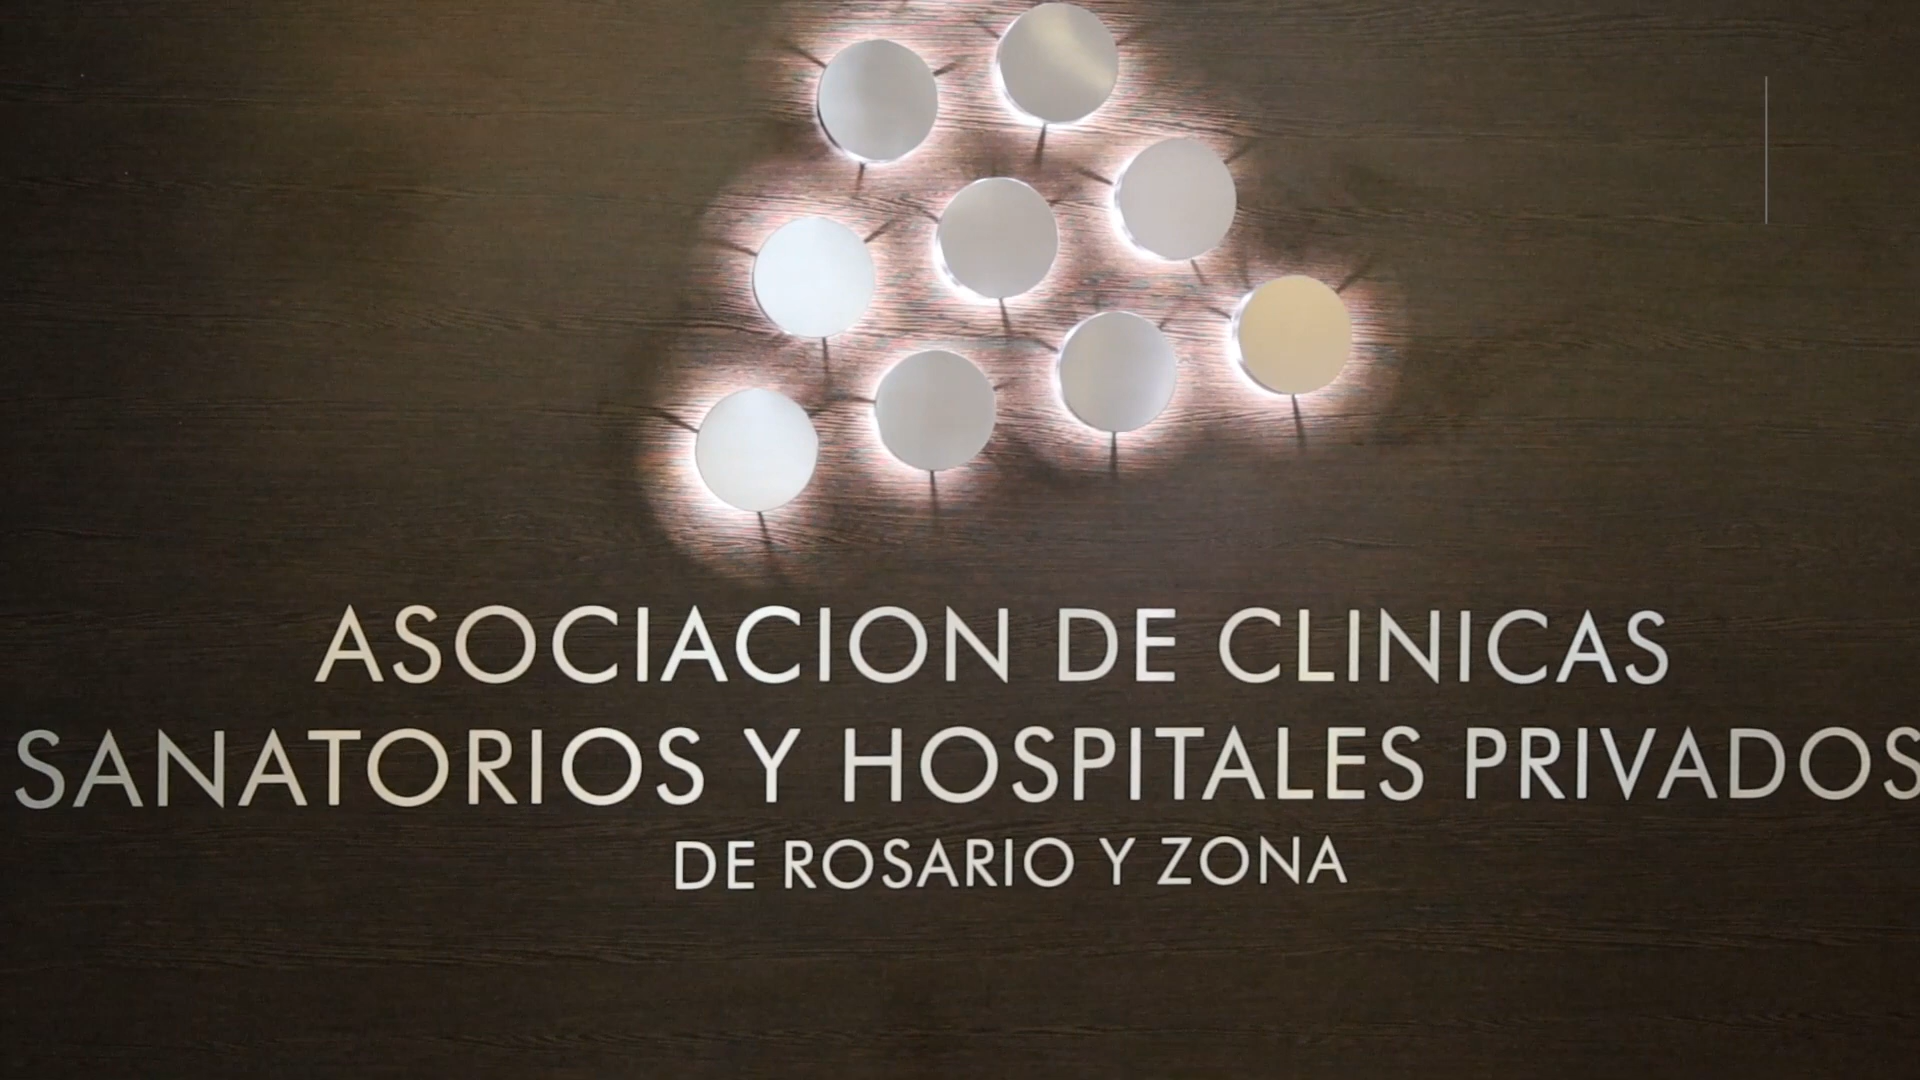 ASOCIACION DE CLINICAS
SANATORIOS Y HOSPITALES PRIVADOS
DE ROSARIO Y ZONA